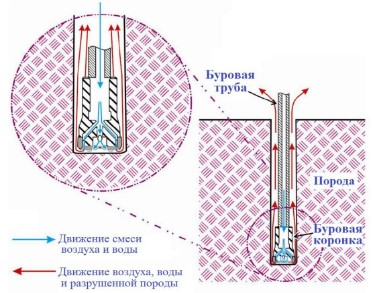 Буровая
труба
Порода
Буровая
коронка
Движение смеси
воздуха и воды
Движение воздуха, воды
и разрушенной породы